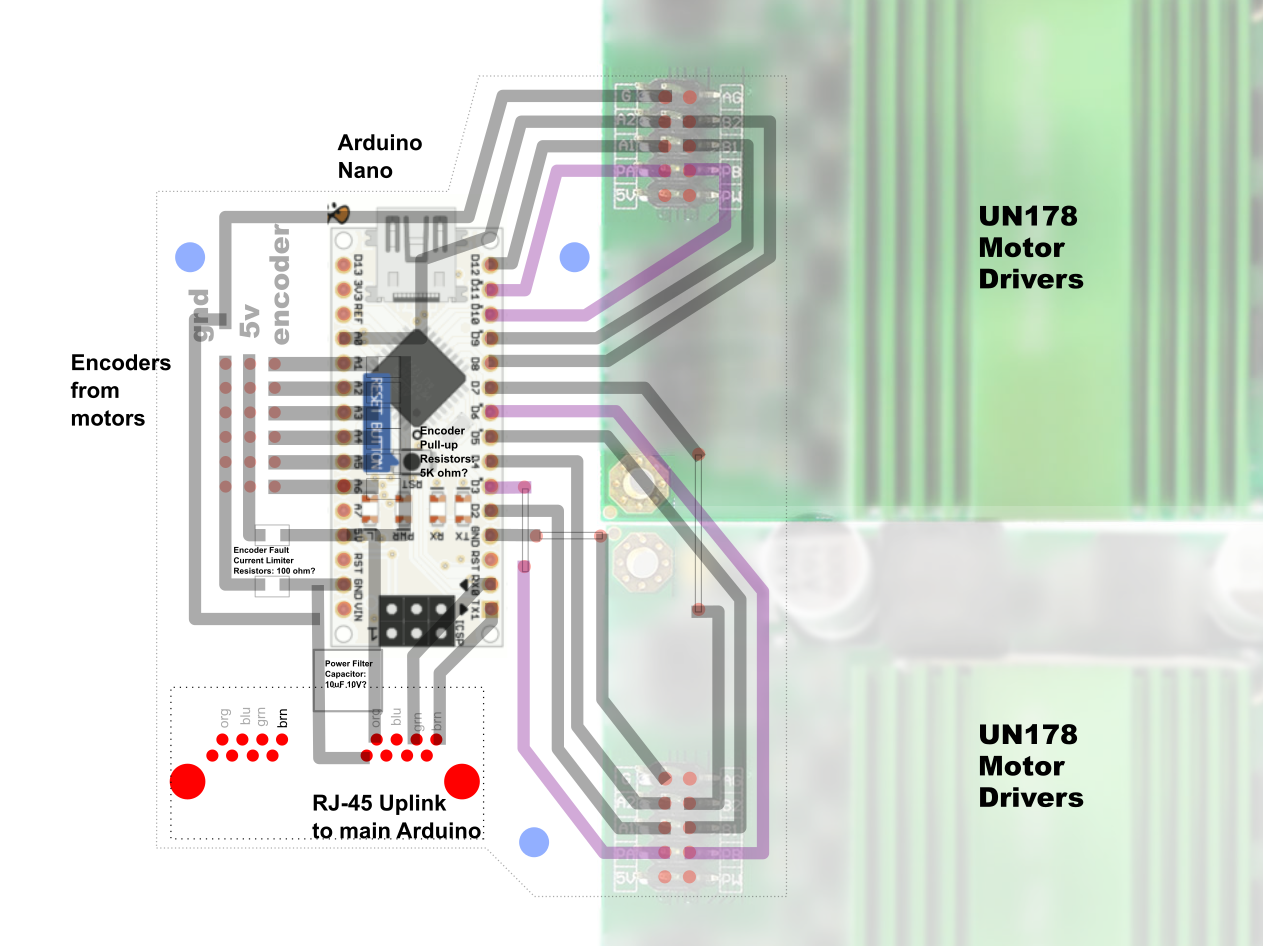 G
AG
A2
B2
A1
B1
PA
PB
5V
PW
Arduino
Nano
UN178
Motor
Drivers
gnd
5v
encoder
Encoders
from
motors
D13
3V3
REF
A0
A1
A2
A3
A4
A5
A6
A7
5V
RST
GND
VIN
D12
D11
D10
D9
D8
D7
D6
D5
D4
D3
D2
GND
RST
RX0
TX1
RESET BUTTON
Encoder
Pull-up
Resistors:
5K ohm?
RST
L
PWR
RX
TX
1
ICSP
Encoder Fault
Current Limiter
Resistors: 100 ohm?
Power Filter
Capacitor:
10uF 10V?
org
blu
grn
brn
org
blu
grn
brn
RJ-45 Uplink
to main Arduino
UN178
Motor
Drivers
G
AG
A2
B2
A1
B1
PA
PB
5V
PW